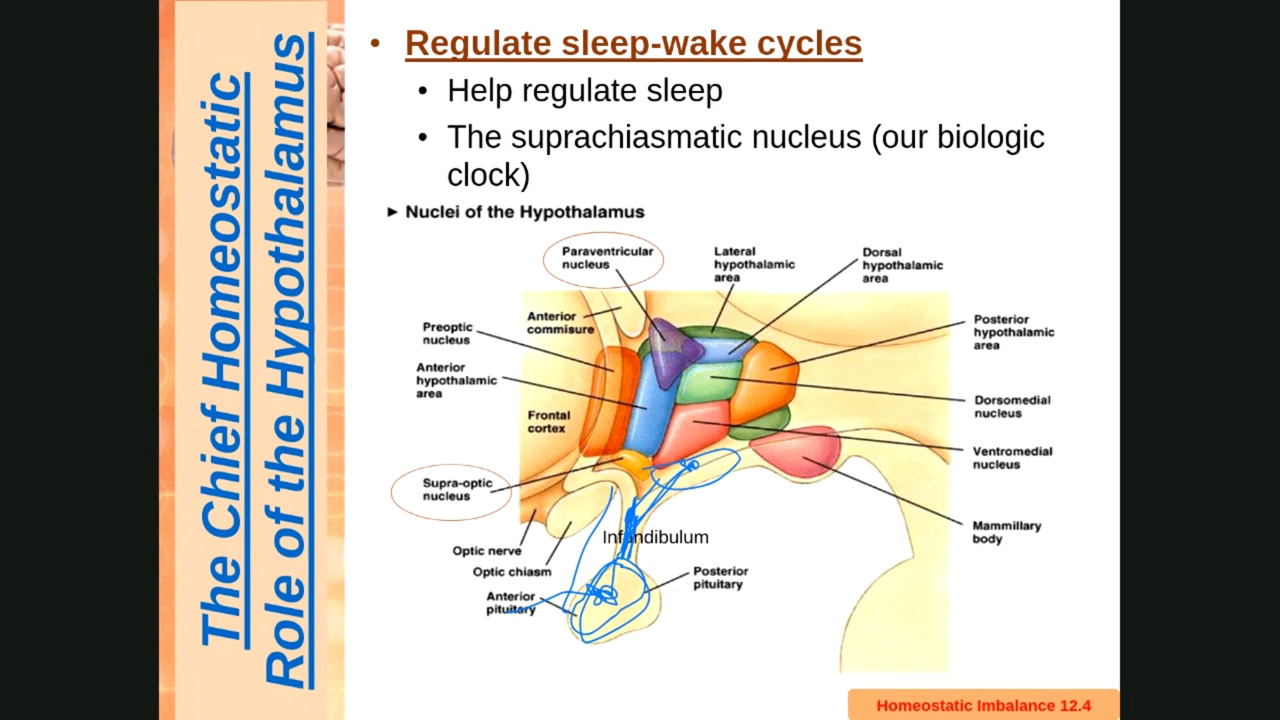 The Chief Homeostatic
Role of the Hypothalamus
• Regulate sleep-wake cycles
• Help regulate sleep
• The suprachiasmatic nucleus (our biologic
clock)
► Nuclei of the Hypothalamus
Paraventricular
nucleus
Lateral
hypothalamic
area
Dorsal
hypothalamic
area
Anterior
commisure
Preoptic
nucleus
Posterior
hypothalamic
area
Anterior
hypothalamic
area
Frontal
cortex
Dorsomedial
nucleus
Ventromedial
nucleus
Supra-optic
nucleus
Mammillary
body
Infundibulum
Optic nerve
Optic chiasm
Posterior
pituitary
Anterior
pituitary
Homeostatic Imbalance 12.4